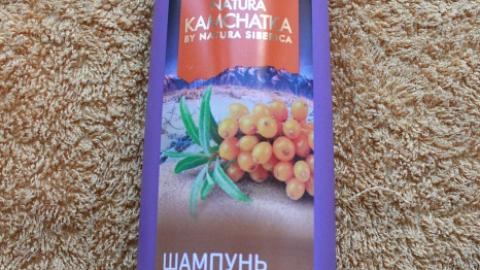 NATURA
KAMCHATKA
BY NATURA SIBERICA
ШАМПУНЬ